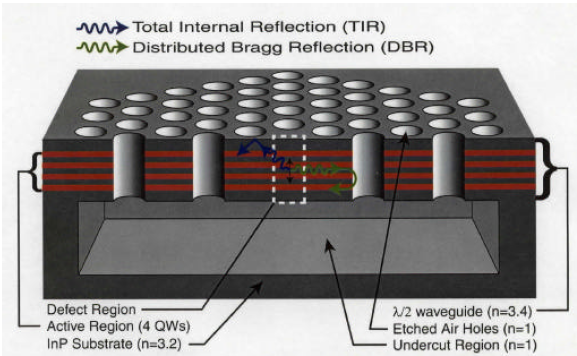 Total Internal Reflection (TIR)
Distributed Bragg Reflection (DBR)
Defect Region
Active Region (4 QWs)
InP Substrate (n=3.2)
λ/2 waveguide (n=3.4)
Etched Air Holes (n=1)
Undercut Region (n=1)